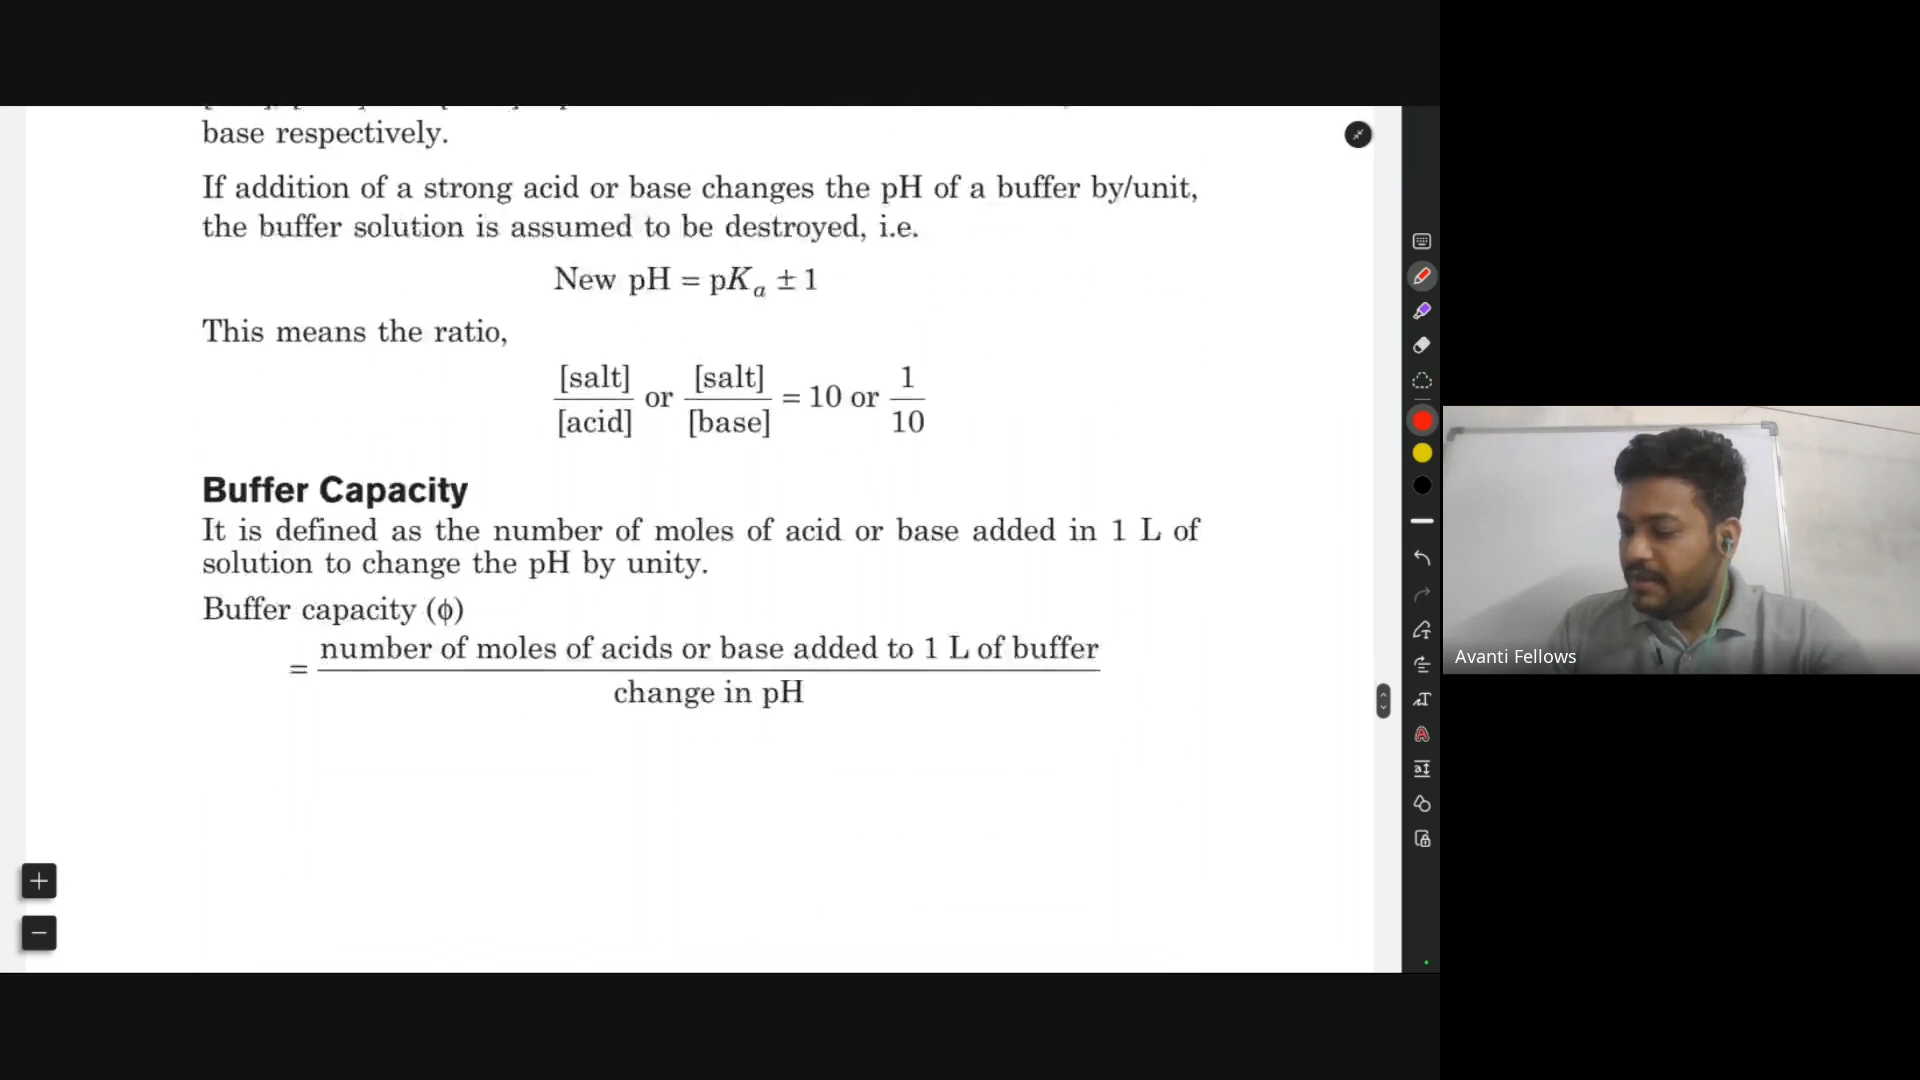 base respectively.
If addition of a strong acid or base changes the pH of a buffer by/unit,
the buffer solution is assumed to be destroyed, i.e.
New pH = pKₐ ± 1
This means the ratio,
[salt]/[acid] or [salt]/[base] = 10 or 1/10
Buffer Capacity
It is defined as the number of moles of acid or base added in 1 L of
solution to change the pH by unity.
Buffer capacity (ϕ)
= number of moles of acids or base added to 1 L of buffer / change in pH
Avanti Fellows